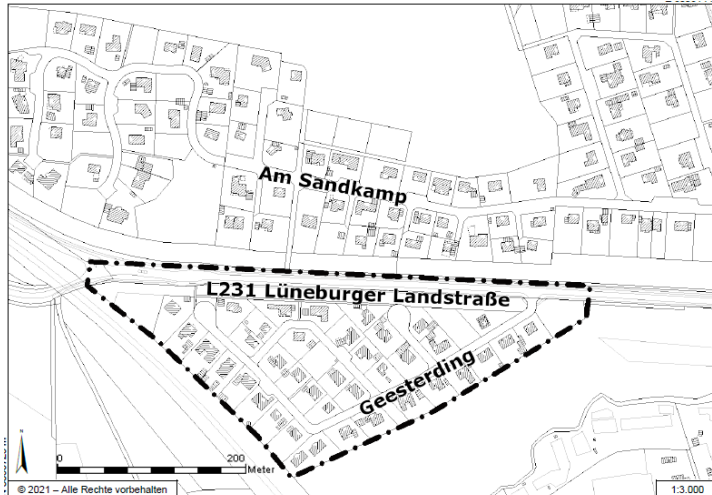 Am Sandkamp
L231 Lüneburger Landstraße
Geesterding
N
0
200
Meter
© 2021 – Alle Rechte vorbehalten
1:3.000